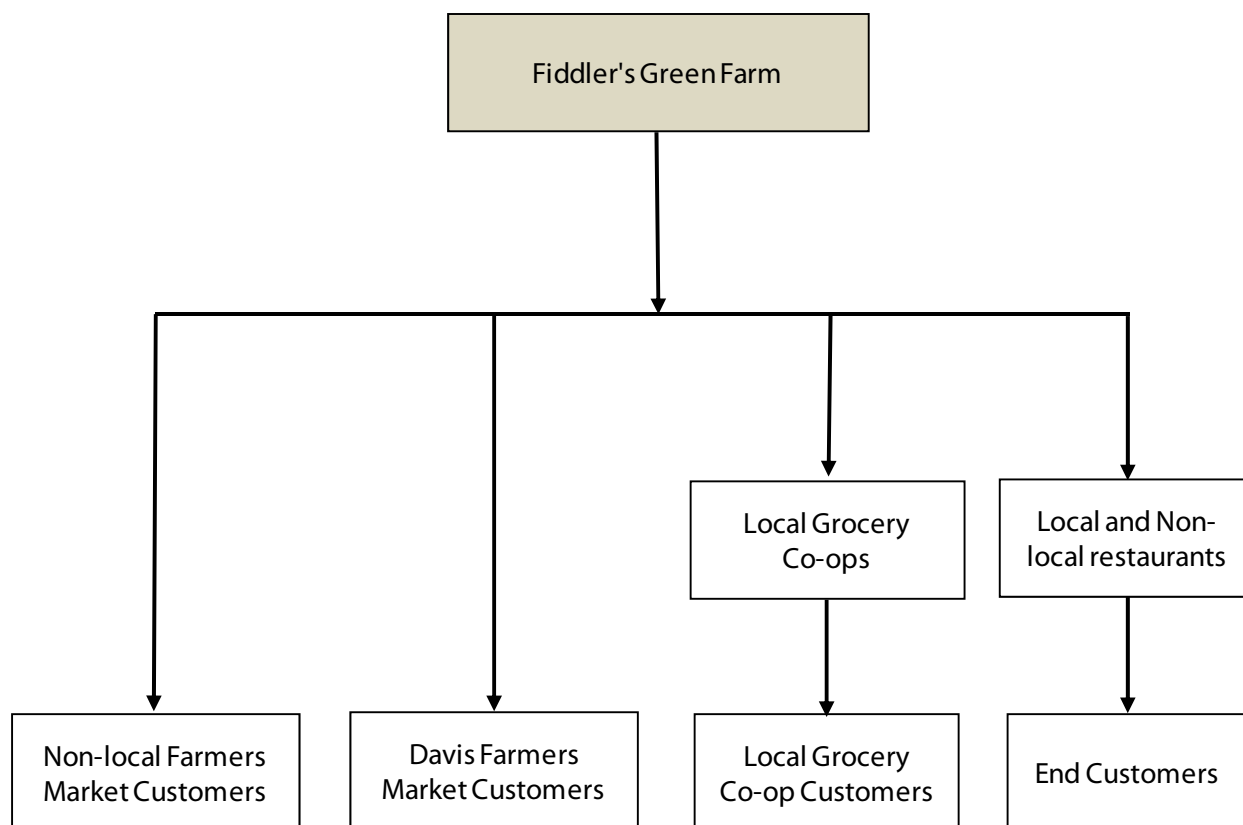 Fiddler's Green Farm
Local Grocery
Co-ops
Local and Non-
local restaurants
Non-local Farmers
Market Customers
Davis Farmers
Market Customers
Local Grocery
Co-op Customers
End Customers